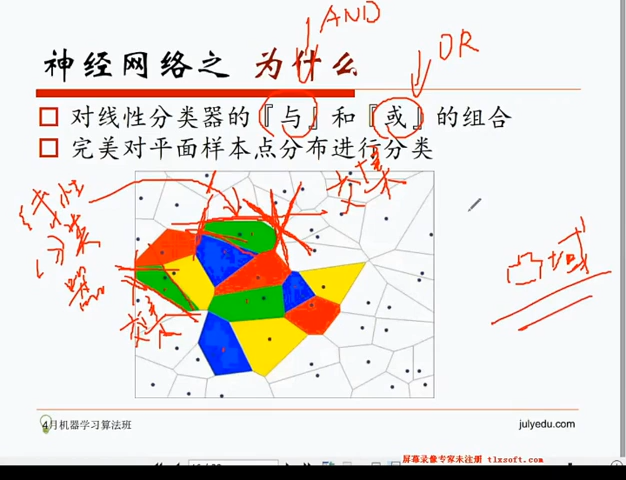 AND
OR
神经网络之 为什么
对线性分类器的『与』和『或』的组合
完美对平面样本点分布进行分类
交集
线性
分类
器
交集
凸域
4月机器学习算法班
julyedu.com
屏幕录像专家未注册 tlxsoft.com